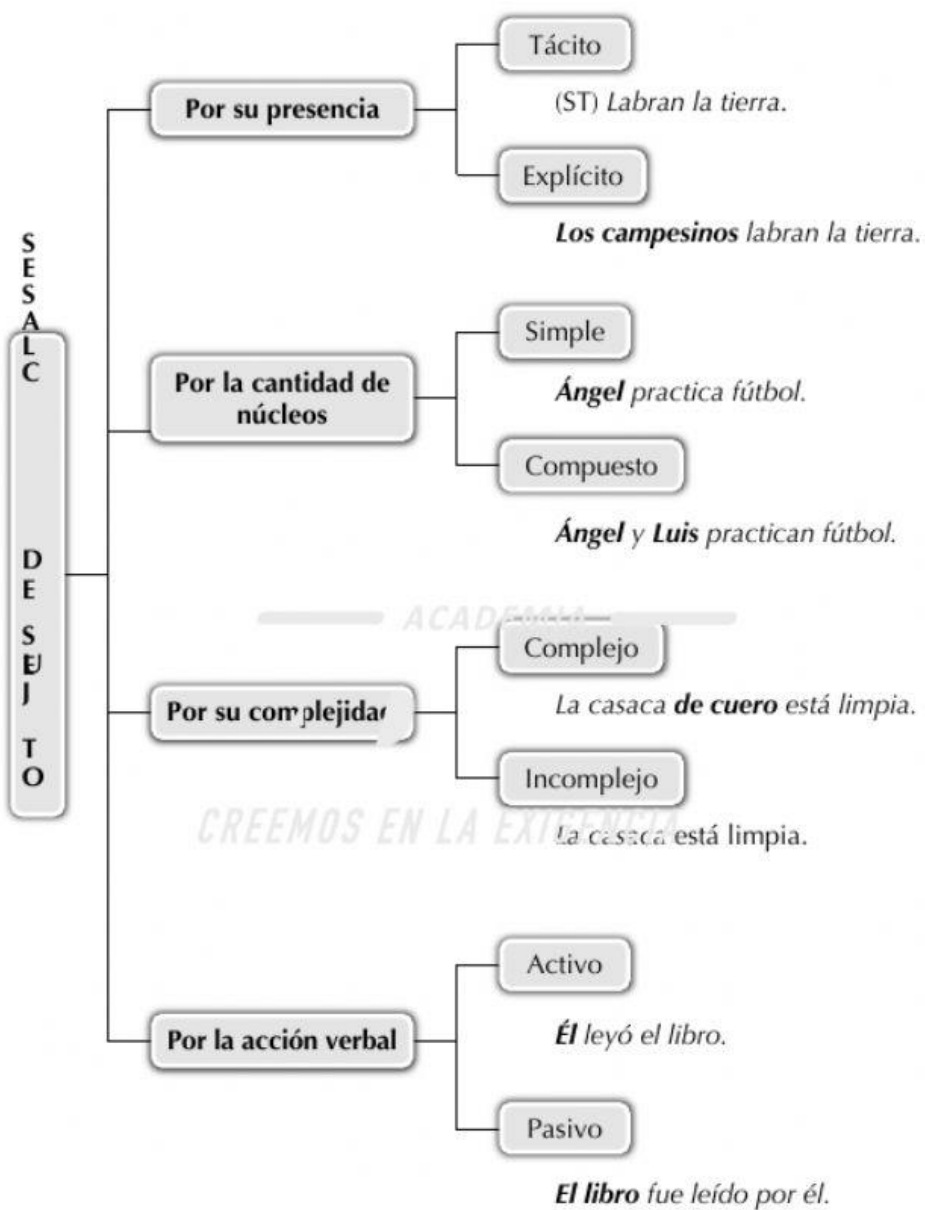 SESALC
DE SUJETO
Por su presencia
Tácito
(ST) Labran la tierra.
Explícito
Los campesinos labran la tierra.
Por la cantidad de
núcleos
Simple
Ángel practica fútbol.
Compuesto
Ángel y Luis practican fútbol.
ACADEMIA
Por su complejidad
Complejo
La casaca de cuero está limpia.
Incomplejo
La casaca está limpia.
CREEMOS EN LA EXIGENCIA
Por la acción verbal
Activo
Él leyó el libro.
Pasivo
El libro fue leído por él.